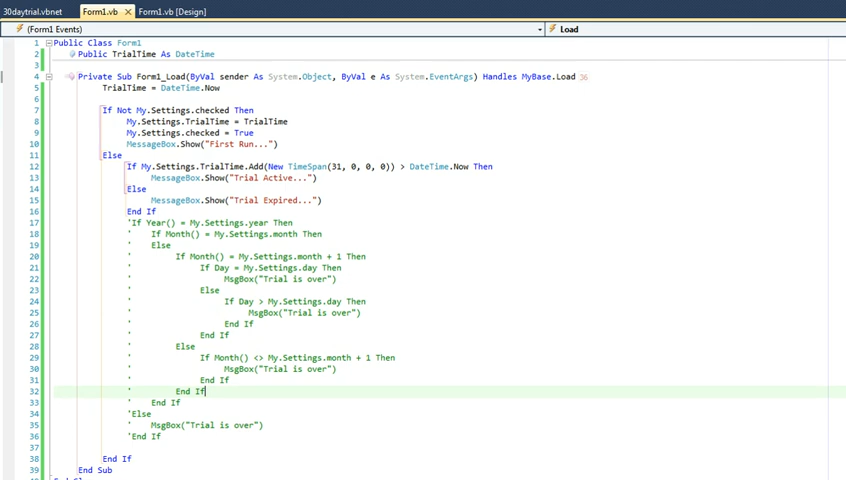 30daytrial.vbnet Form1.vb × Form1.vb [Design]
(Form1 Events) Load
1 Public Class Form1
2 Public TrialTime As DateTime
3
4 Private Sub Form1_Load(ByVal sender As System.Object, ByVal e As System.EventArgs) Handles MyBase.Load
5 TrialTime = DateTime.Now
6
7 If Not My.Settings.checked Then
8 My.Settings.TrialTime = TrialTime
9 My.Settings.checked = True
10 MessageBox.Show("First Run...")
11 Else
12 If My.Settings.TrialTime.Add(New TimeSpan(31, 0, 0, 0)) > DateTime.Now Then
13 MessageBox.Show("Trial Active...")
14 Else
15 MessageBox.Show("Trial Expired...")
16 End If
17 'If Year() = My.Settings.year Then
18 ' If Month() = My.Settings.month Then
19 ' Else
20 ' If Month() = My.Settings.month + 1 Then
21 ' If Day = My.Settings.day Then
22 ' MsgBox("Trial is over")
23 ' Else
24 ' If Day > My.Settings.day Then
25 ' MsgBox("Trial is over")
26 ' End If
27 ' End If
28 ' Else
29 ' If Month() <> My.Settings.month + 1 Then
30 ' MsgBox("Trial is over")
31 ' End If
32 ' End If
33 ' End If
34 'Else
35 ' MsgBox("Trial is over")
36 'End If
37
38 End If
39 End Sub